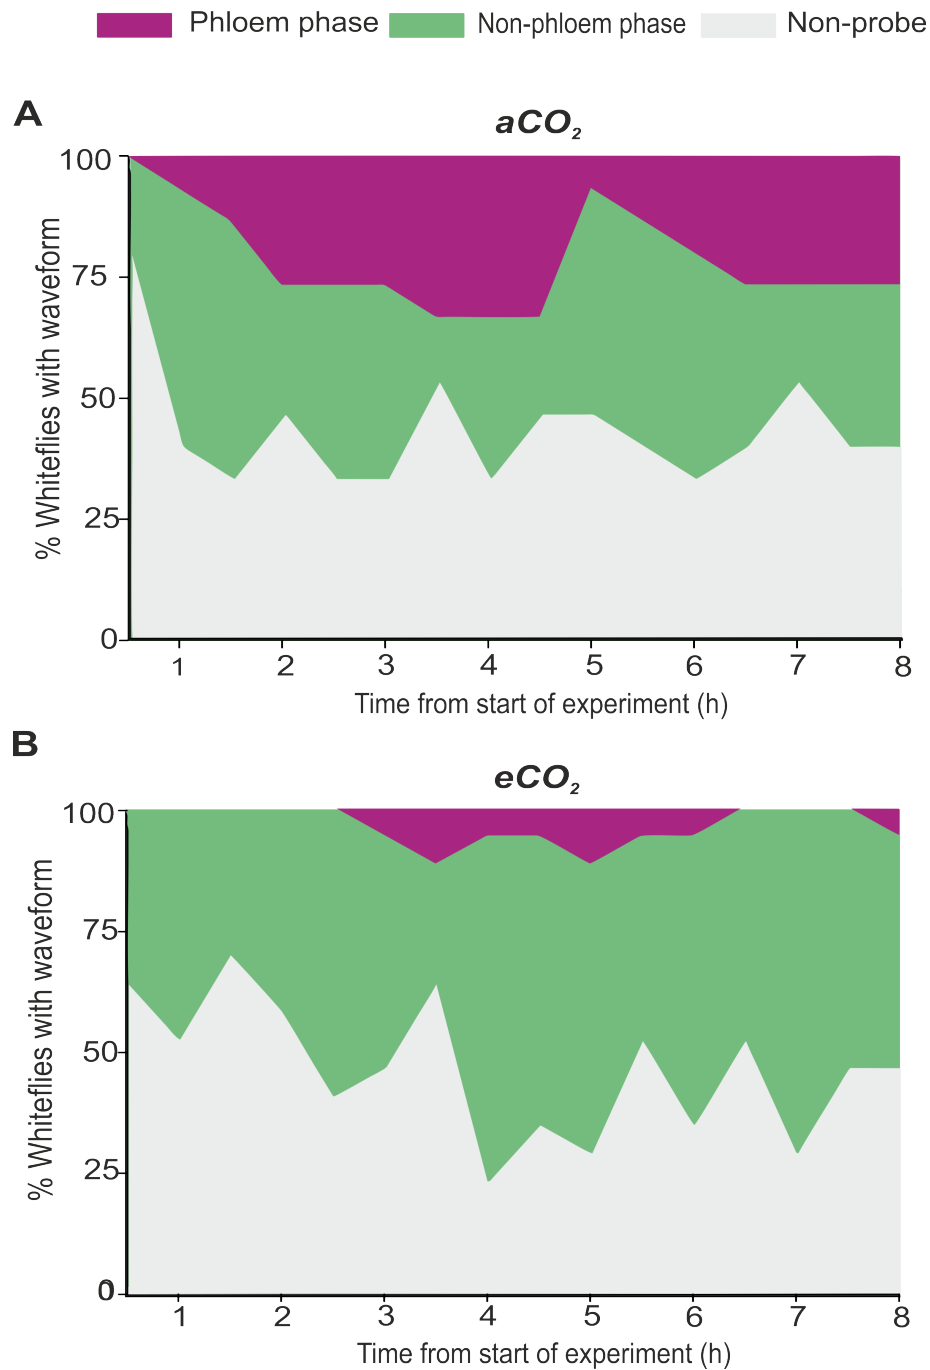 Phloem phase Non-phloem phase Non-probe
A
aCO₂
% Whiteflies with waveform
100
75
50
25
0
1 2 3 4 5 6 7 8
Time from start of experiment (h)
B
eCO₂
% Whiteflies with waveform
100
75
50
25
0
1 2 3 4 5 6 7 8
Time from start of experiment (h)